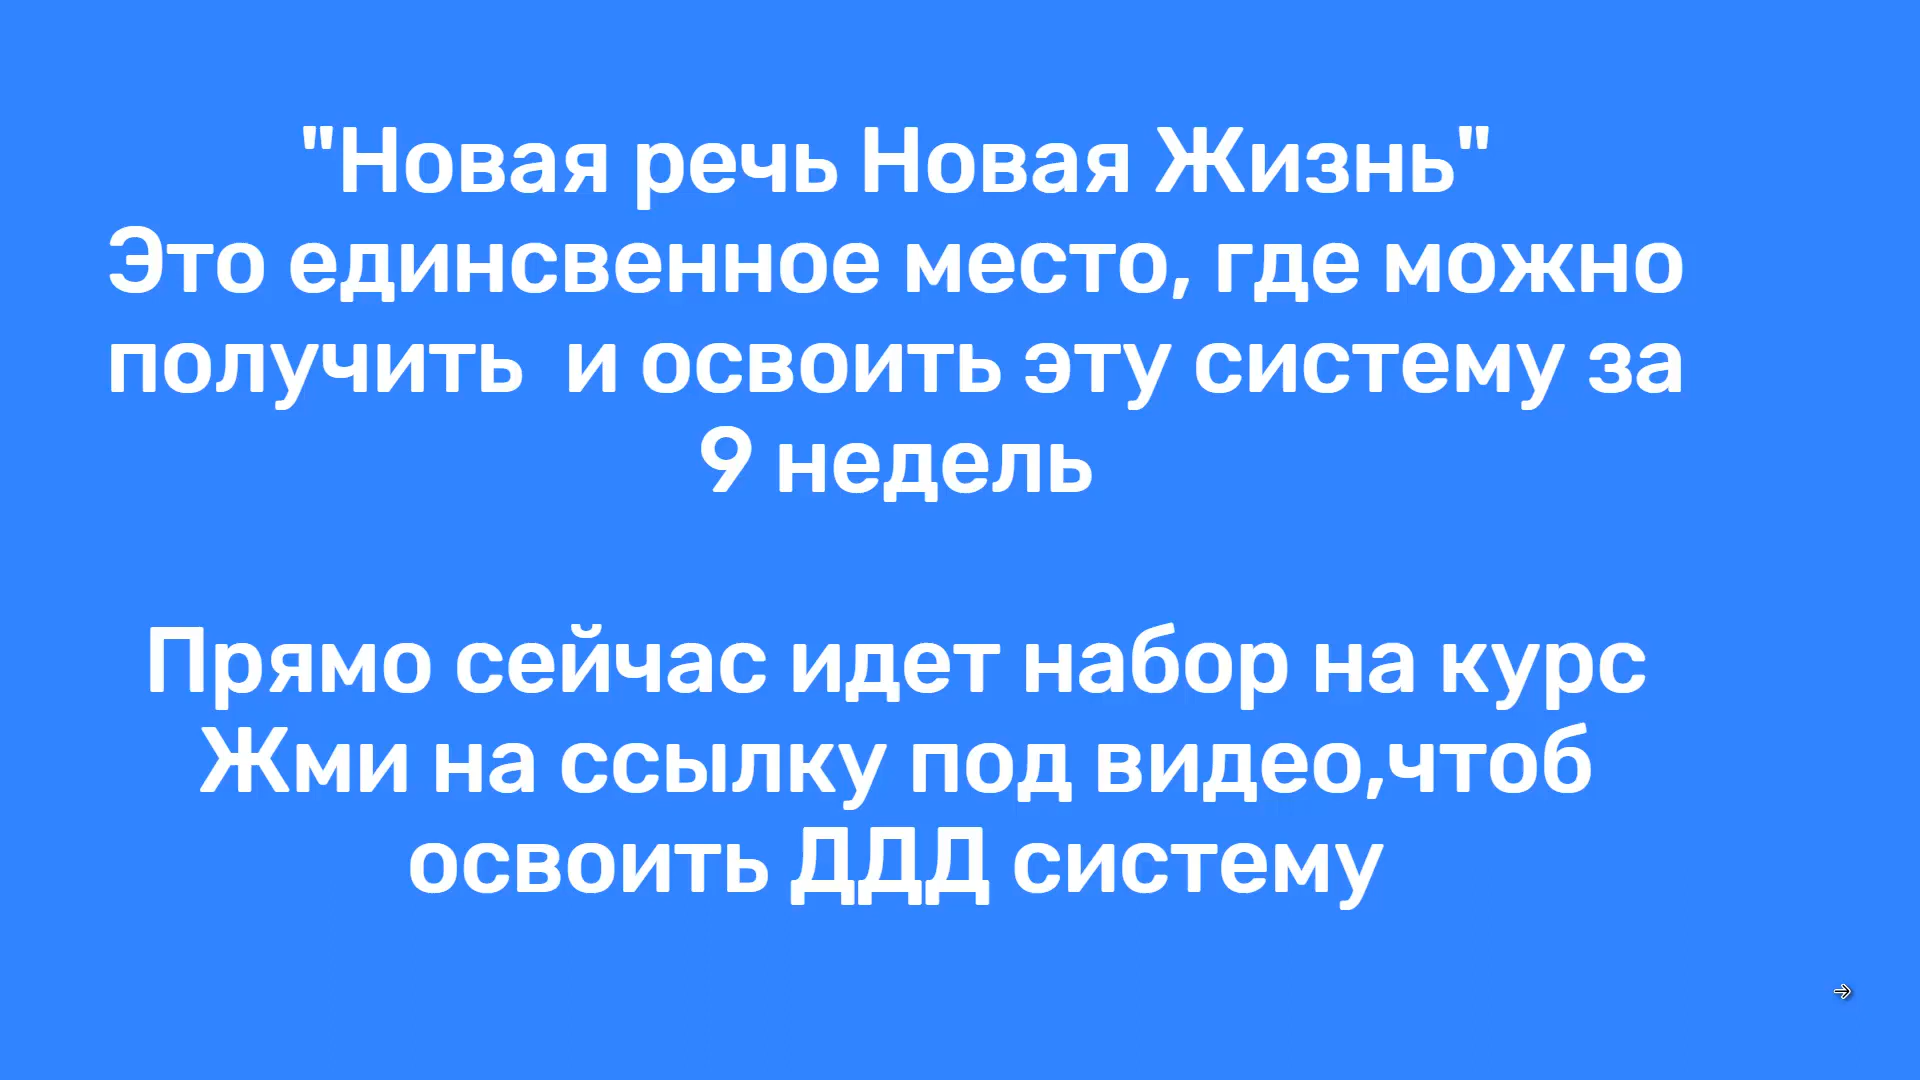 "Новая речь Новая Жизнь"
Это единсвенное место, где можно
получить  и освоить эту систему за
9 недель
Прямо сейчас идет набор на курс
Жми на ссылку под видео,чтоб
освоить ДДД систему